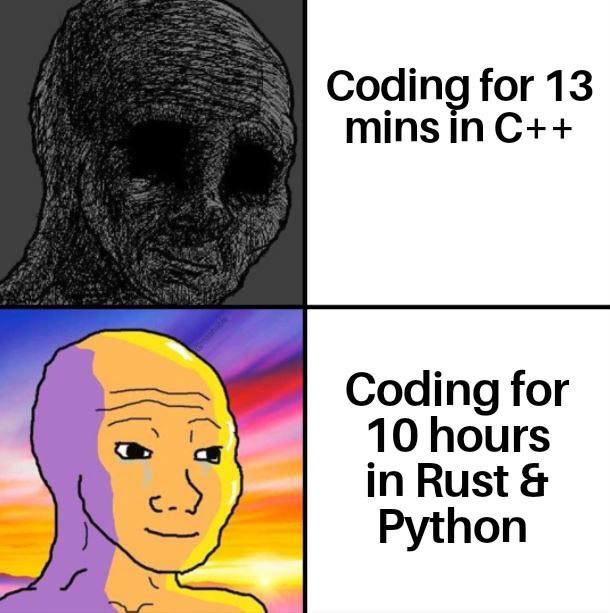 Coding for 13
mins in C++
Coding for
10 hours
in Rust &
Python